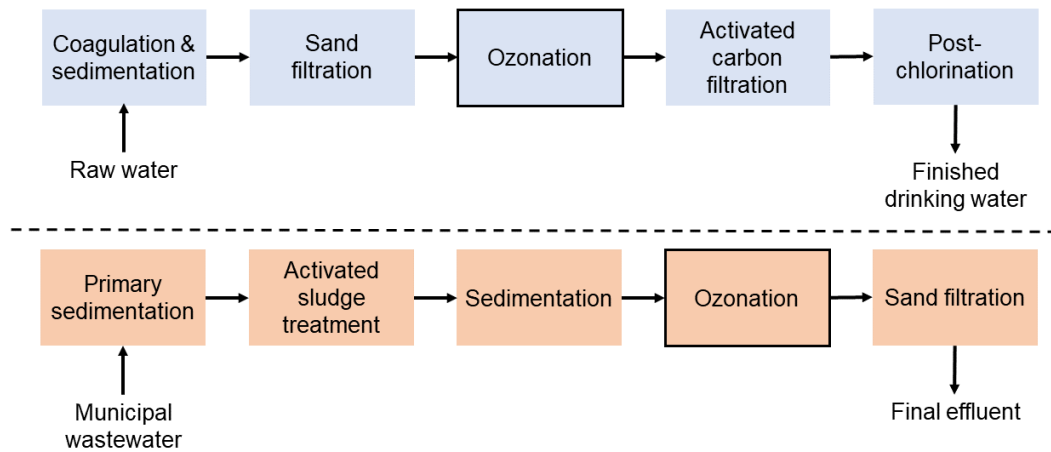 Coagulation &
sedimentation
Sand
filtration
Ozonation
Activated
carbon
filtration
Post-
chlorination
Raw water
Finished
drinking water
Primary
sedimentation
Activated
sludge
treatment
Sedimentation
Ozonation
Sand filtration
Municipal
wastewater
Final effluent